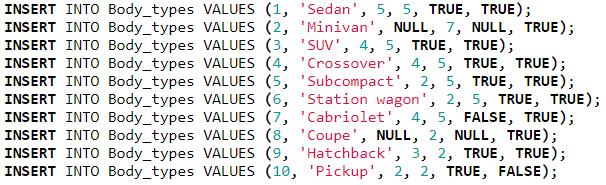 INSERT INTO Body_types VALUES (1, 'Sedan', 5, 5, TRUE, TRUE);
INSERT INTO Body_types VALUES (2, 'Minivan', NULL, 7, NULL, TRUE);
INSERT INTO Body_types VALUES (3, 'SUV', 4, 5, TRUE, TRUE);
INSERT INTO Body_types VALUES (4, 'Crossover', 4, 5, TRUE, TRUE);
INSERT INTO Body_types VALUES (5, 'Subcompact', 2, 5, TRUE, TRUE);
INSERT INTO Body_types VALUES (6, 'Station wagon', 2, 5, TRUE, TRUE);
INSERT INTO Body_types VALUES (7, 'Cabriolet', 4, 5, FALSE, TRUE);
INSERT INTO Body_types VALUES (8, 'Coupe', NULL, 2, NULL, TRUE);
INSERT INTO Body_types VALUES (9, 'Hatchback', 3, 2, TRUE, TRUE);
INSERT INTO Body_types VALUES (10, 'Pickup', 2, 2, TRUE, FALSE);